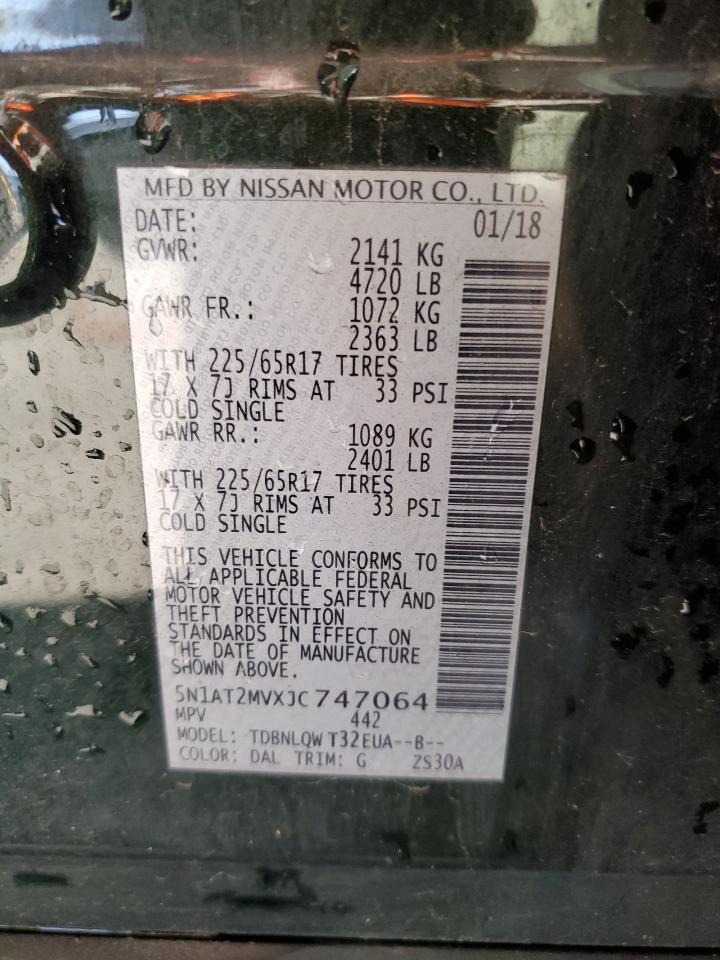 MFD BY NISSAN MOTOR CO., LTD.
DATE: 01/18
GVWR: 2141 KG
4720 LB
GAWR FR.: 1072 KG
2363 LB
WITH 225/65R17 TIRES
17 X 7J RIMS AT 33 PSI
COLD SINGLE
GAWR RR.: 1089 KG
2401 LB
WITH 225/65R17 TIRES
17 X 7J RIMS AT 33 PSI
COLD SINGLE
THIS VEHICLE CONFORMS TO
ALL APPLICABLE FEDERAL
MOTOR VEHICLE SAFETY AND
THEFT PREVENTION
STANDARDS IN EFFECT ON
THE DATE OF MANUFACTURE
SHOWN ABOVE.
5N1AT2MVXJC747064
MPV 442
MODEL: TDBNLQW T32EUA--B--
COLOR: DAL TRIM: G ZS30A